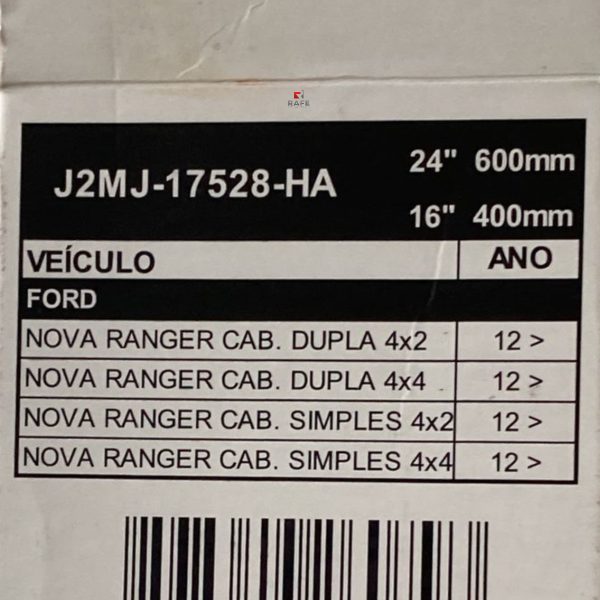 RAFE
J2MJ-17528-HA
24" 600mm
16" 400mm
VEÍCULO ANO
FORD
NOVA RANGER CAB. DUPLA 4x2 12 >
NOVA RANGER CAB. DUPLA 4x4 12 >
NOVA RANGER CAB. SIMPLES 4x2 12 >
NOVA RANGER CAB. SIMPLES 4x4 12 >